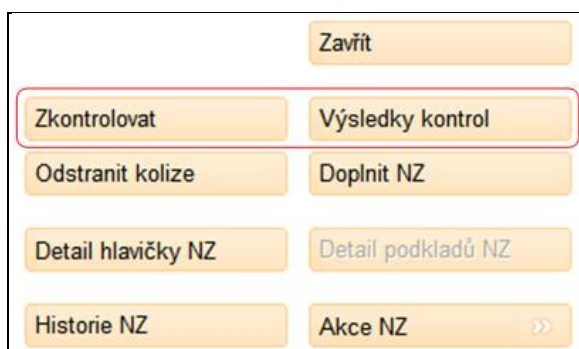 Zavřít
Zkontrolovat Výsledky kontrol
Odstranit kolize Doplnit NZ
Detail hlavičky NZ Detail podkladů NZ
Historie NZ Akce NZ »